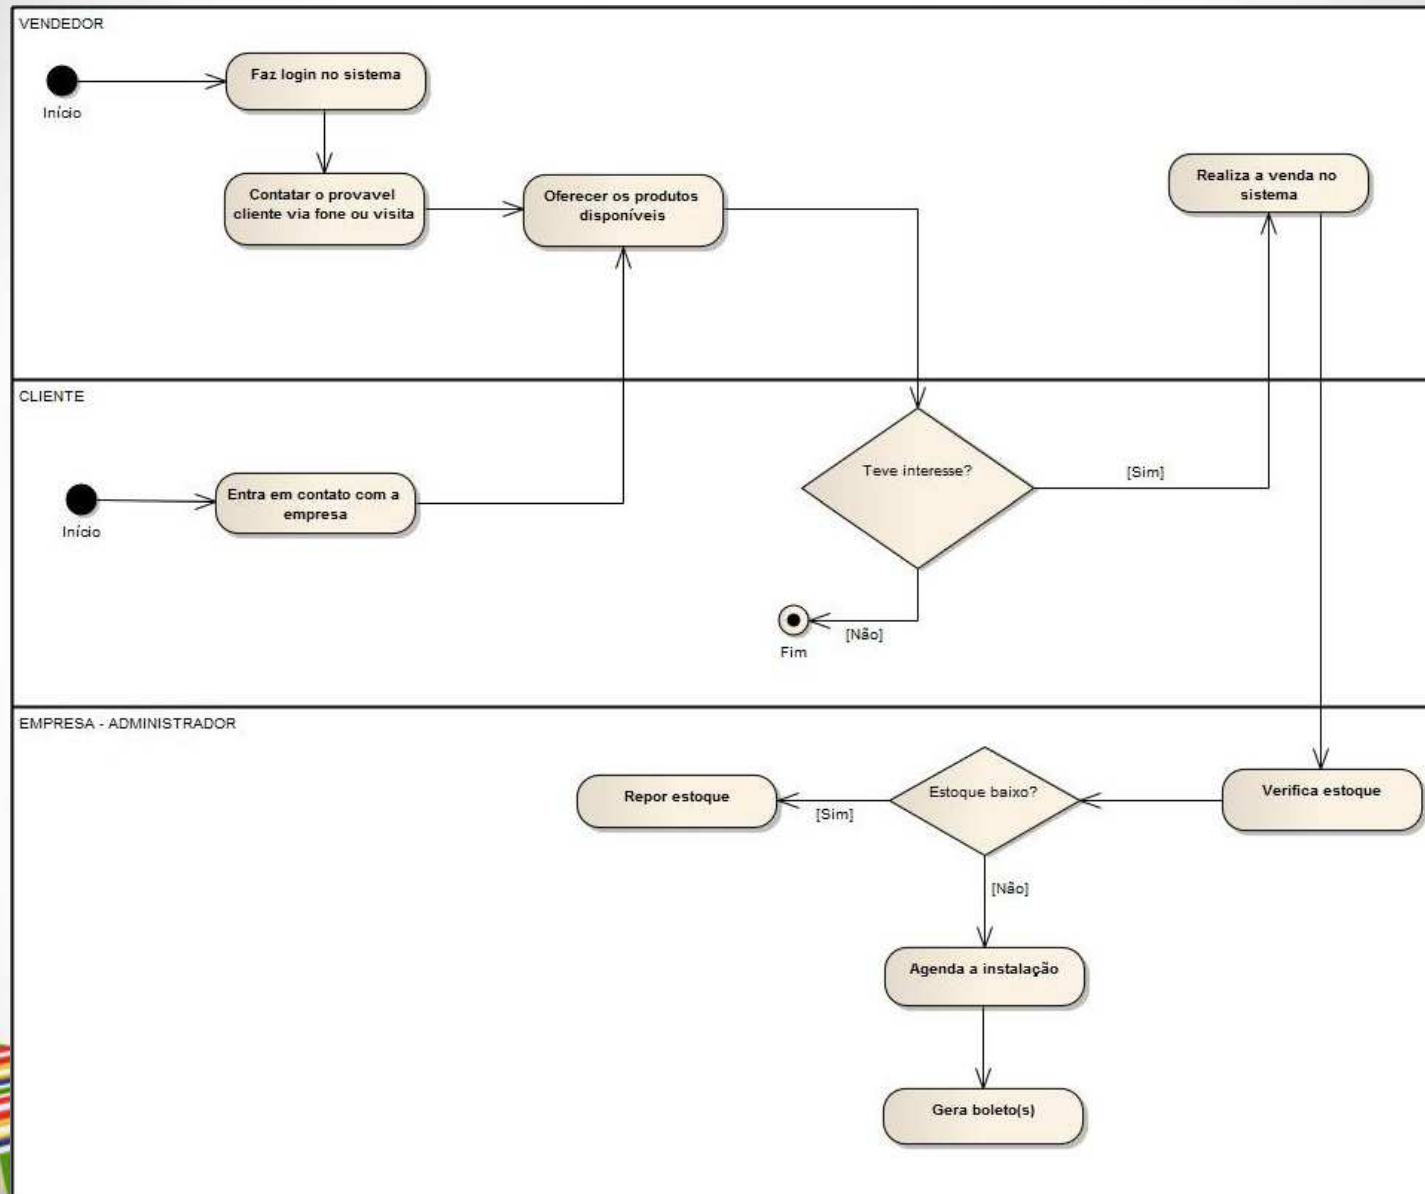 VENDEDOR
Faz login no sistema
Início
Contatar o provavel
cliente via fone ou visita
Oferecer os produtos
disponíveis
Realiza a venda no
sistema
CLIENTE
Teve interesse?
[Sim]
Entra em contato com a
empresa
Início
[Não]
Fim
EMPRESA - ADMINISTRADOR
Repor estoque
[Sim]
Estoque baixo?
Verifica estoque
[Não]
Agenda a instalação
Gera boleto(s)